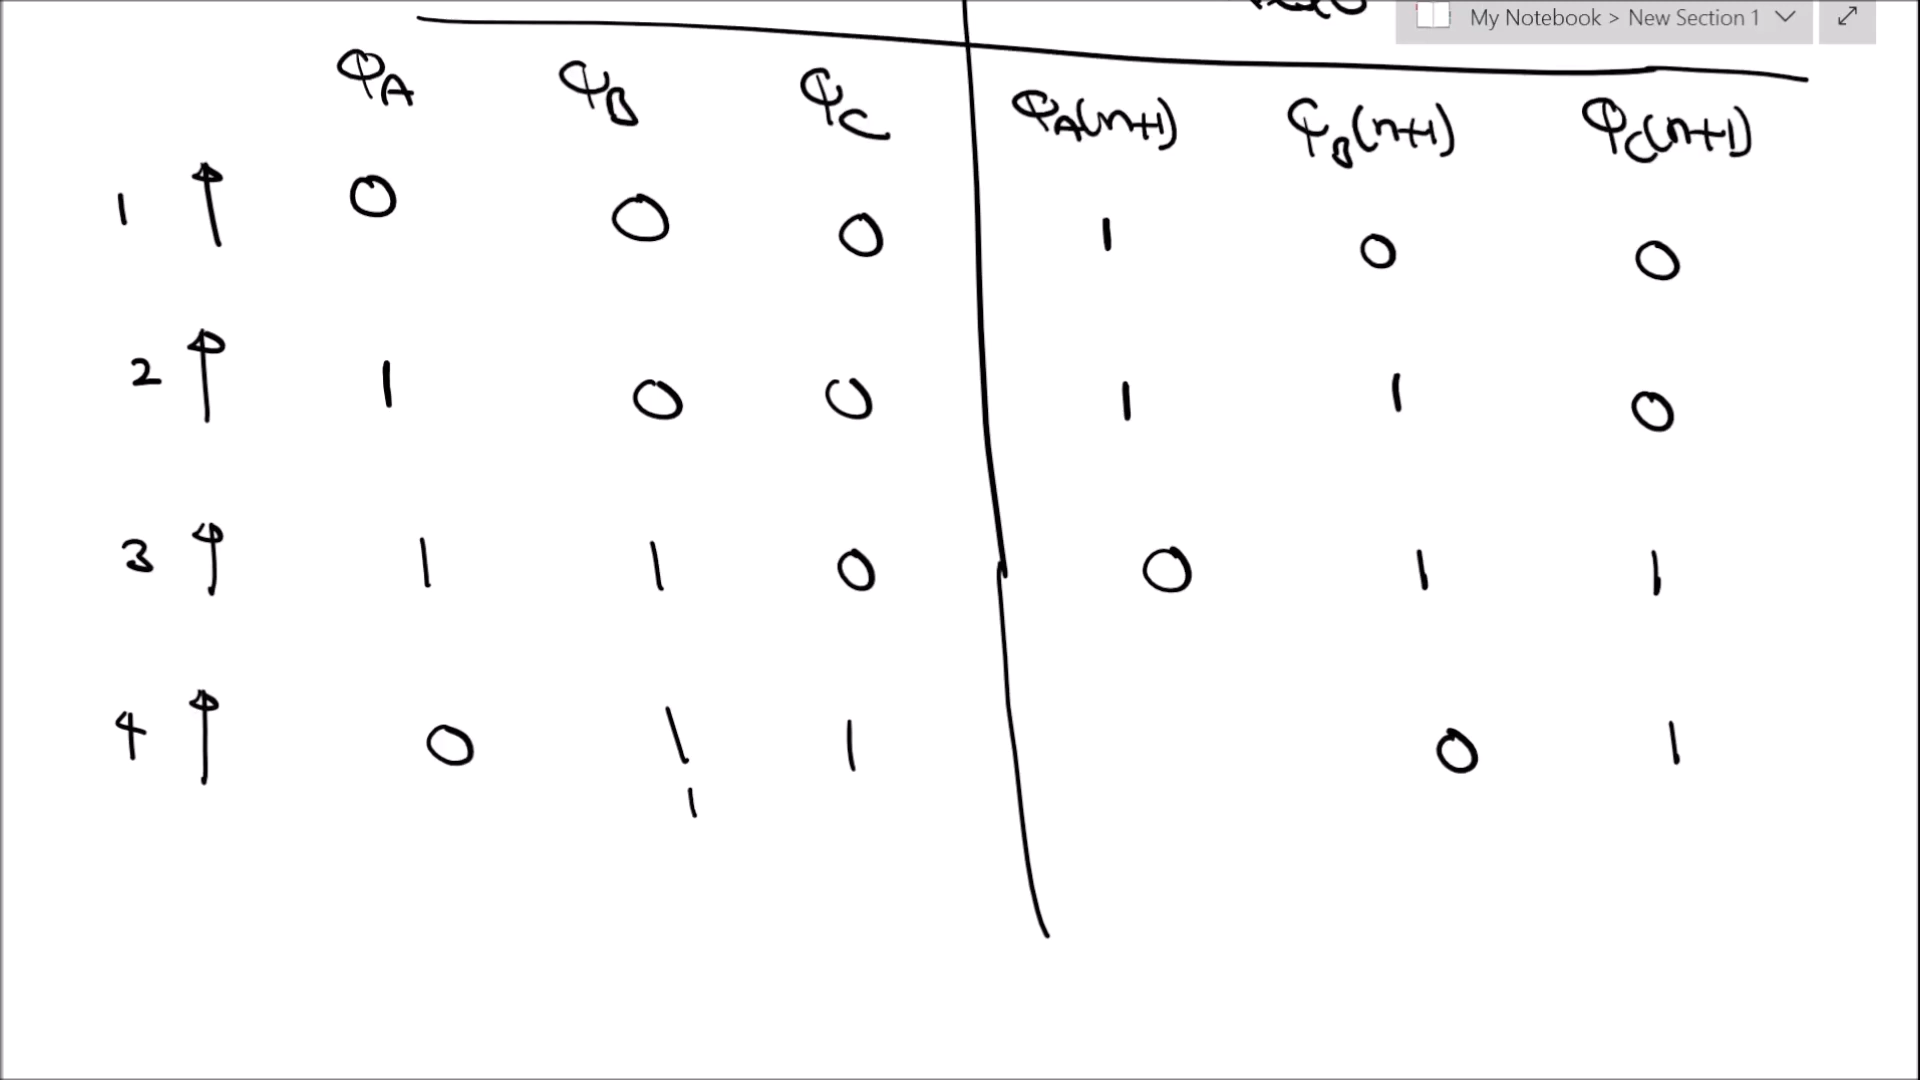 My Notebook > New Section 1
QA QB QC QA(n+1) QB(n+1) QC(n+1)
1 ↑ 0 0 0 1 0 0
2 ↑ 1 0 0 1 1 0
3 ↑ 1 1 0 0 1 1
4 ↑ 0 1 1 0 1
1